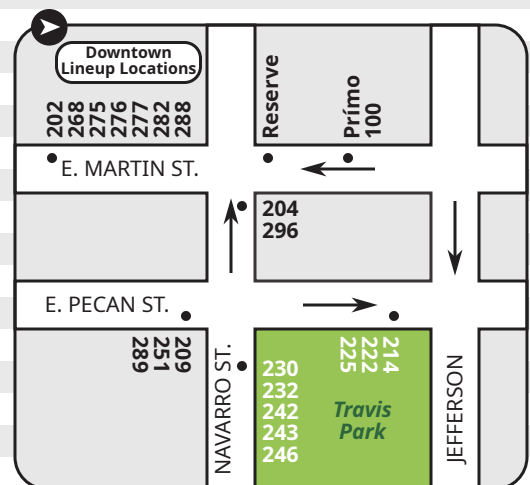 Downtown
Lineup Locations
202
268
275
276
277
282
288
Reserve
Prímo
100
E. MARTIN ST.
204
296
E. PECAN ST.
289
251
209
NAVARRO ST.
230
232
242
243
246
225
222
214
Travis
Park
JEFFERSON